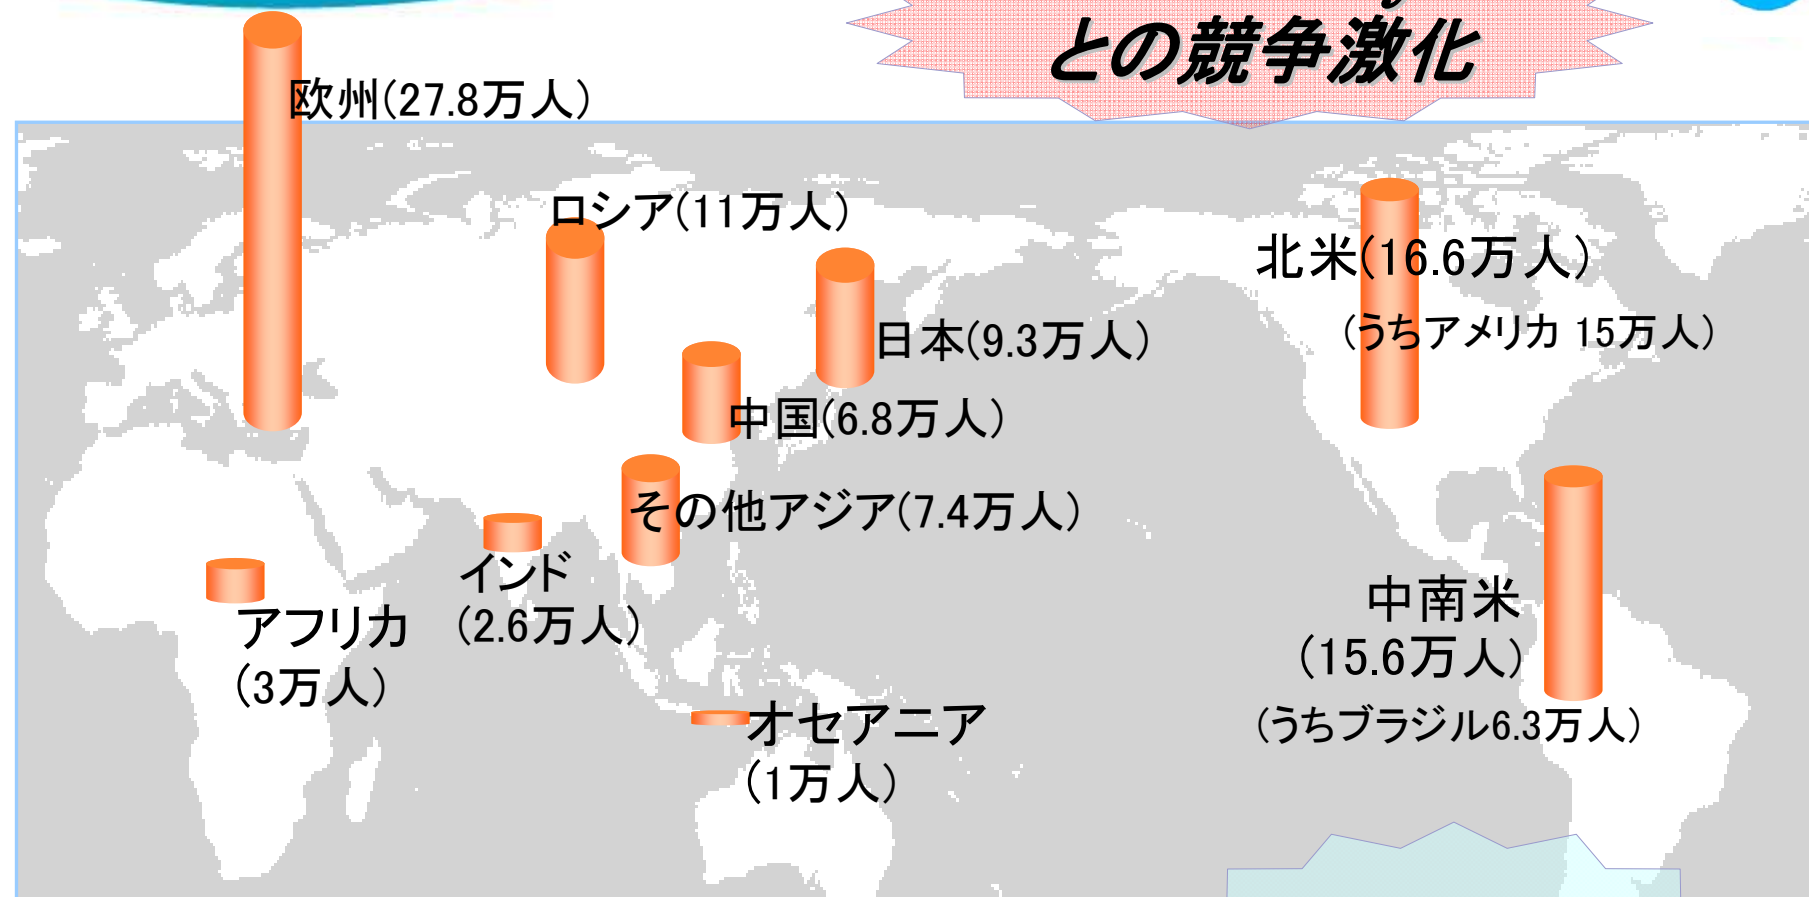 との競争激化
欧州(27.8万人)
ロシア(11万人)
北米(16.6万人)
(うちアメリカ 15万人)
日本(9.3万人)
中国(6.8万人)
その他アジア(7.4万人)
インド
(2.6万人)
アフリカ
(3万人)
中南米
(15.6万人)
(うちブラジル6.3万人)
オセアニア
(1万人)